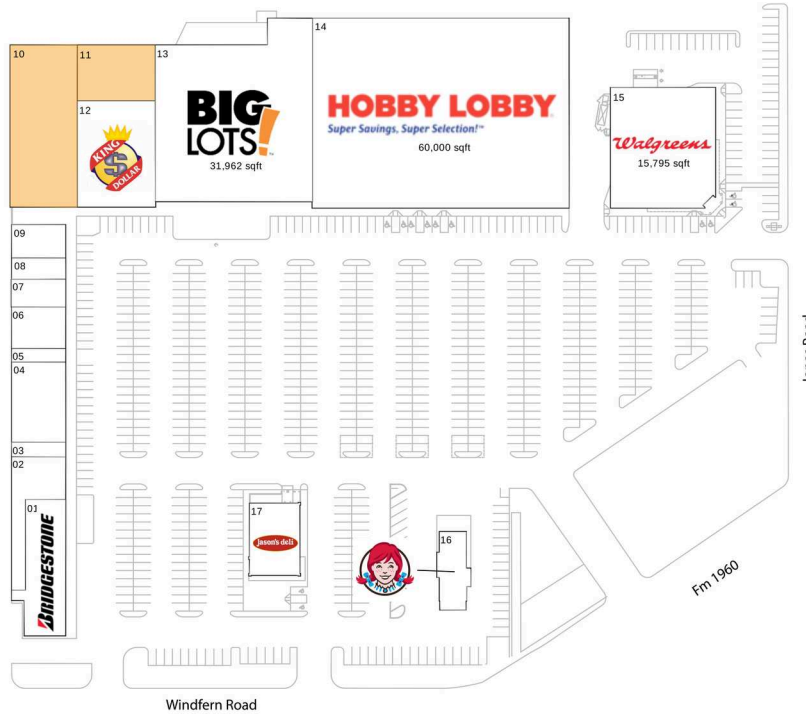 10
11
12
KING
$
DOLLAR
13
BIG
LOTS!
31,962 sqft
14
HOBBY LOBBY
Super Savings, Super Selection!™
60,000 sqft
15
Walgreens
15,795 sqft
09
08
07
06
05
04
03
02
01
BRIDGESTONE
17
jason's deli
16
Fm 1960
Windfern Road